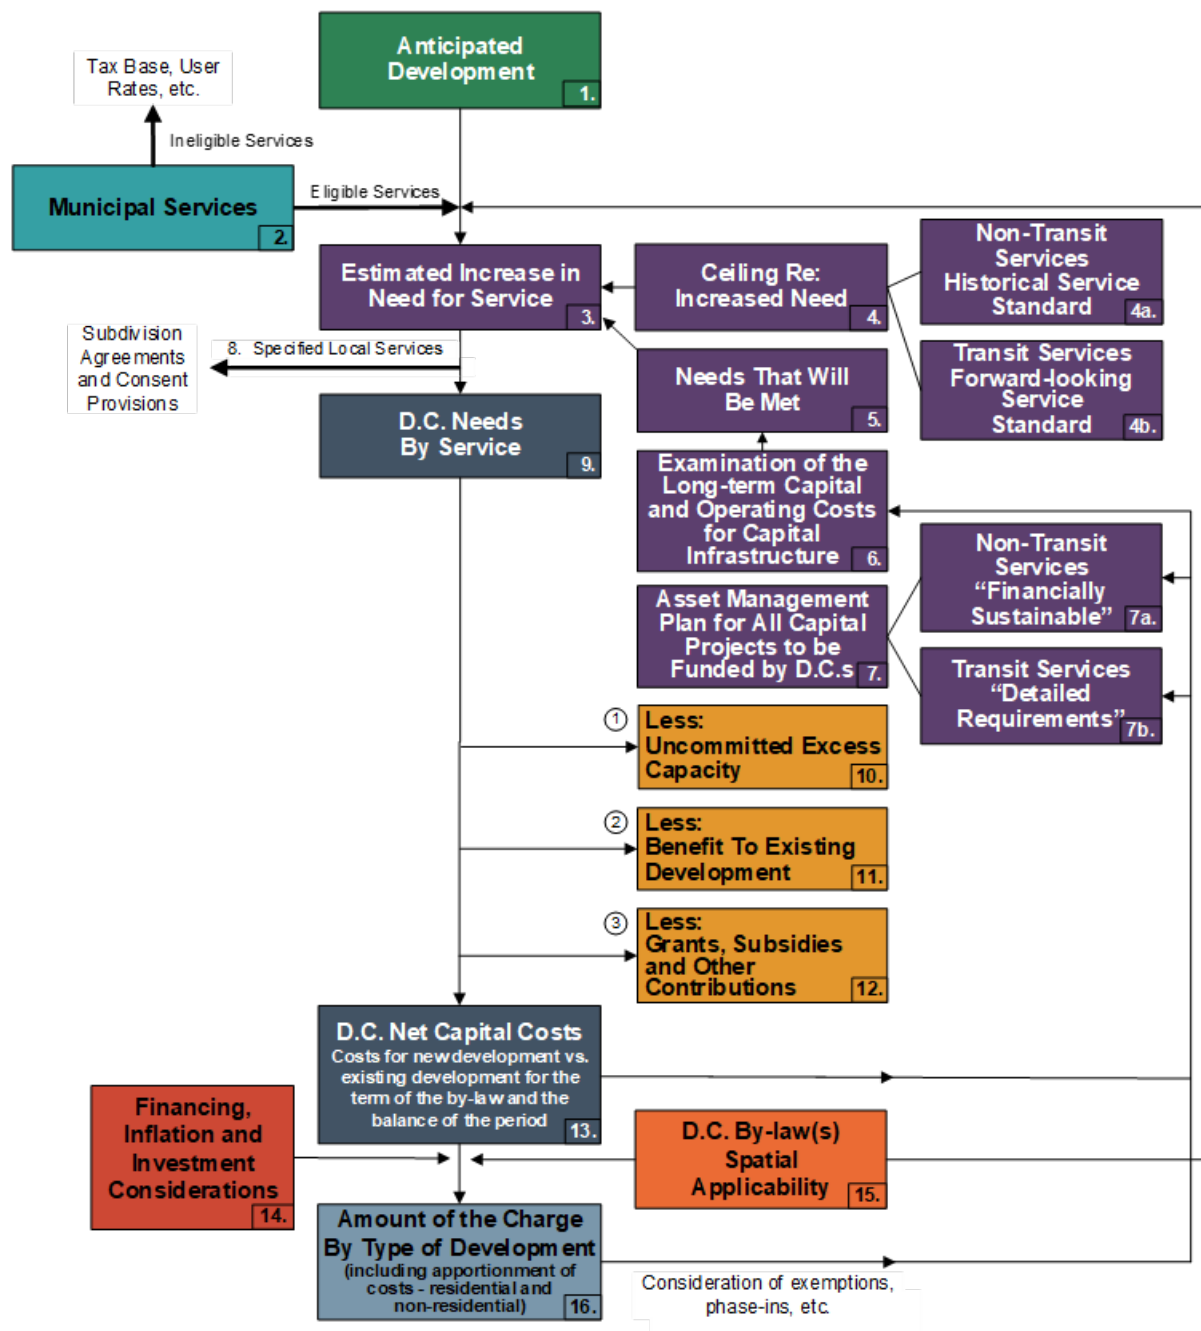 Anticipated
Development
1.
Tax Base, User
Rates, etc.
Ineligible Services
Municipal Services
2.
Eligible Services
Estimated Increase in
Need for Service
3.
Ceiling Re:
Increased Need
4.
Non-Transit
Services
Historical Service
Standard
4a.
Transit Services
Forward-looking
Service
Standard
4b.
Subdivision
Agreements
and Consent
Provisions
8. Specified Local Services
Needs That Will
Be Met
5.
D.C. Needs
By Service
9.
Examination of the
Long-term Capital
and Operating Costs
for Capital
Infrastructure
6.
Non-Transit
Services
“Financially
Sustainable”
7a.
Asset Management
Plan for All Capital
Projects to be
Funded by D.C.s
7.
Transit Services
“Detailed
Requirements”
7b.
1
Less:
Uncommitted Excess
Capacity
10.
2
Less:
Benefit To Existing
Development
11.
3
Less:
Grants, Subsidies
and Other
Contributions
12.
D.C. Net Capital Costs
Costs for new development vs.
existing development for the
term of the by-law and the
balance of the period
13.
Financing,
Inflation and
Investment
Considerations
14.
D.C. By-law(s)
Spatial
Applicability
15.
Amount of the Charge
By Type of Development
(including apportionment of
costs - residential and
non-residential)
16.
Consideration of exemptions,
phase-ins, etc.